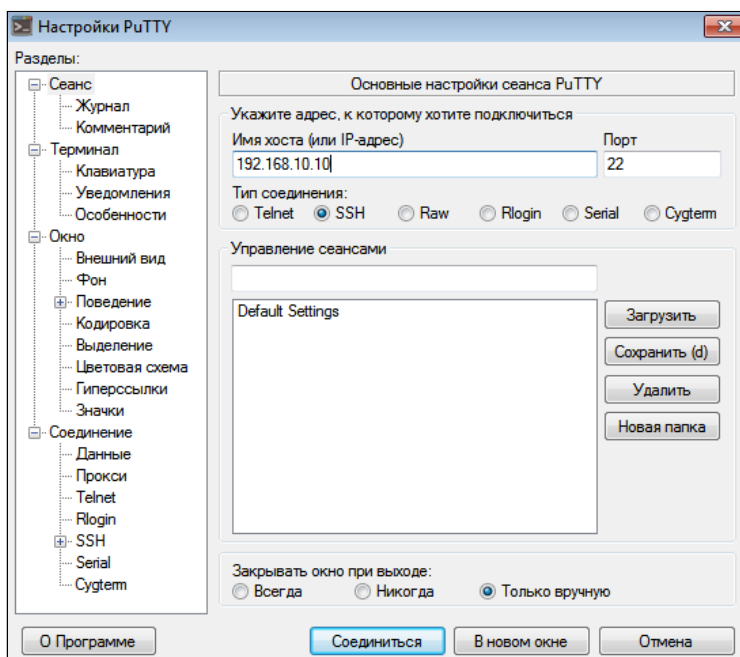 Настройки PuTTY
Разделы:
Сеанс
Журнал
Комментарий
Терминал
Клавиатура
Уведомления
Особенности
Окно
Внешний вид
Фон
Поведение
Кодировка
Выделение
Цветовая схема
Гиперссылки
Значки
Соединение
Данные
Прокси
Telnet
Rlogin
SSH
Serial
Cygterm
Основные настройки сеанса PuTTY
Укажите адрес, к которому хотите подключиться
Имя хоста (или IP-адрес) Порт
192.168.10.10 22
Тип соединения:
Telnet SSH Raw Rlogin Serial Cygterm
Управление сеансами
Default Settings
Загрузить
Сохранить (d)
Удалить
Новая папка
Закрывать окно при выходе:
Всегда Никогда Только вручную
О Программе Соединиться В новом окне Отмена